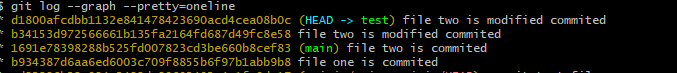 $ git log --graph --pretty=oneline
* d1800afcdbb1132e841478423690acd4cea08b0c (HEAD -> test) file two is modified commited
* b34153d972566661b135fa2164fd687d49fc8e58 file two is modified commited
* 1691e78398288b525fd007823cd3be660b8cef83 (main) file two is commited
* b934387d6aa6ed6003c709f8855b6f97b1abb9b8 file one is commited